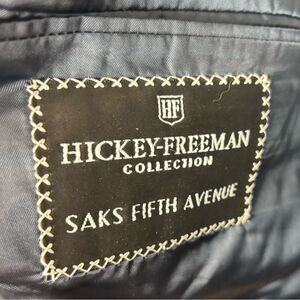 HF
HICKEY-FREEMAN
COLLECTION
SAKS FIFTH AVENUE